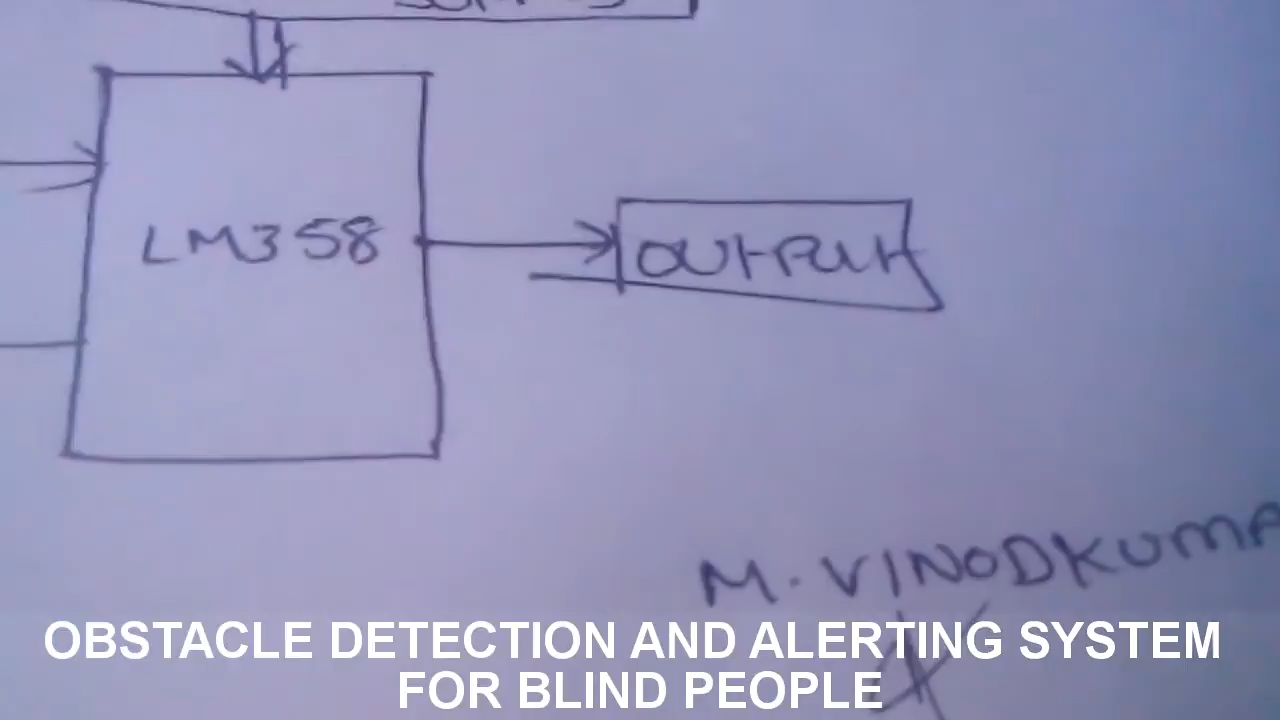 LM358
OUTPUT
M. VINODKUMA
OBSTACLE DETECTION AND ALERTING SYSTEM
FOR BLIND PEOPLE